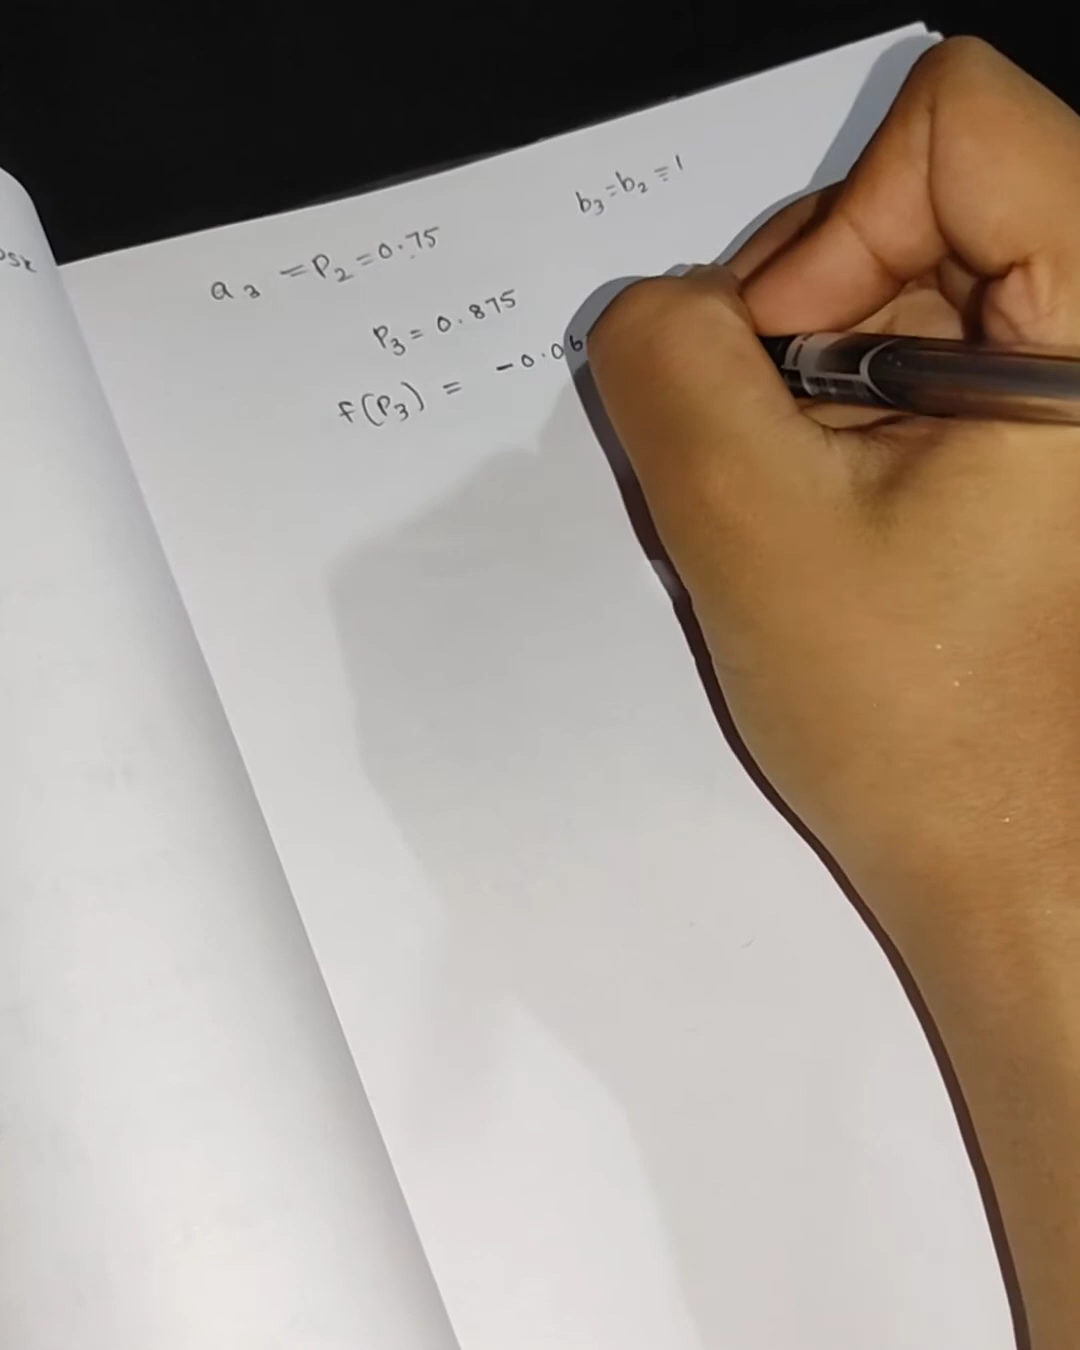 a₃ = P₂ = 0.75
b₃ = b₂ = 1
P₃ = 0.875
f(P₃) = -0.06